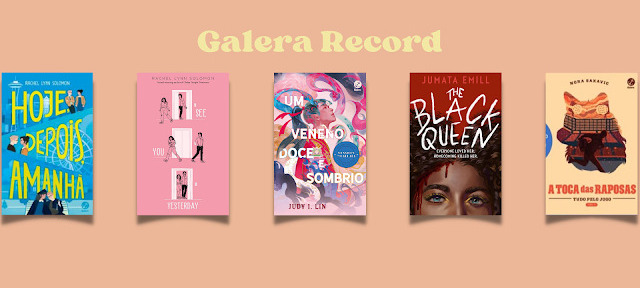 Galera Record
RACHEL LYNN SOLOMON
HOJE,
DEPOIS,
AMANHÃ
RACHEL LYNN SOLOMON
SEE
YOU
YESTERDAY
UM
VENENO
DOCE E
SOMBRIO
JUDY I. LIN
JUMATA EMILL
THE
BLACK
QUEEN
EVERYONE LOVED HER.
HOMECOMING KILLED HER.
NORA SAKAVIC
A TOCA das RAPOSAS
TUDO PELO JOGO